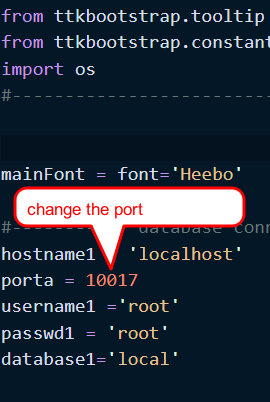 from ttkbootstrap.tooltip
from ttkbootstrap.constant
import os
#-------------------------
mainFont = font='Heebo'
change the port
#---------- database conn
hostname1 'localhost'
porta = 10017
username1 ='root'
passwd1 = 'root'
database1='local'